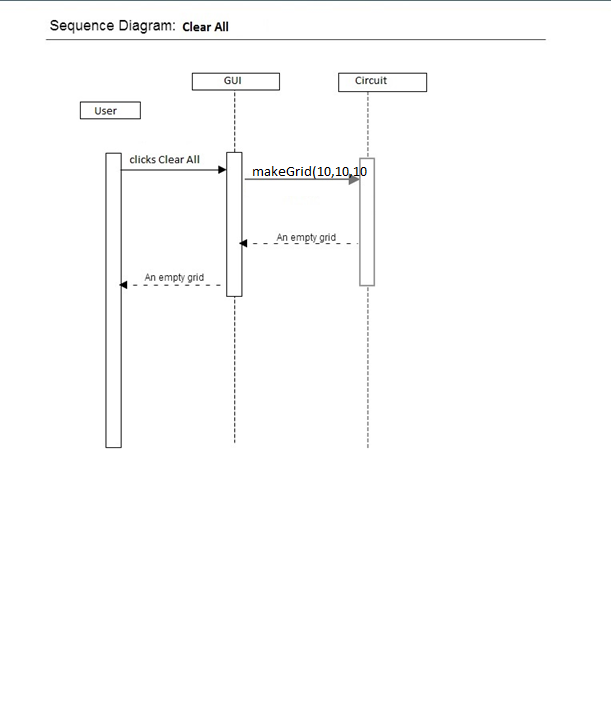 Sequence Diagram: Clear All
GUI
Circuit
User
clicks Clear All
makeGrid(10,10,10
An empty grid
An empty grid